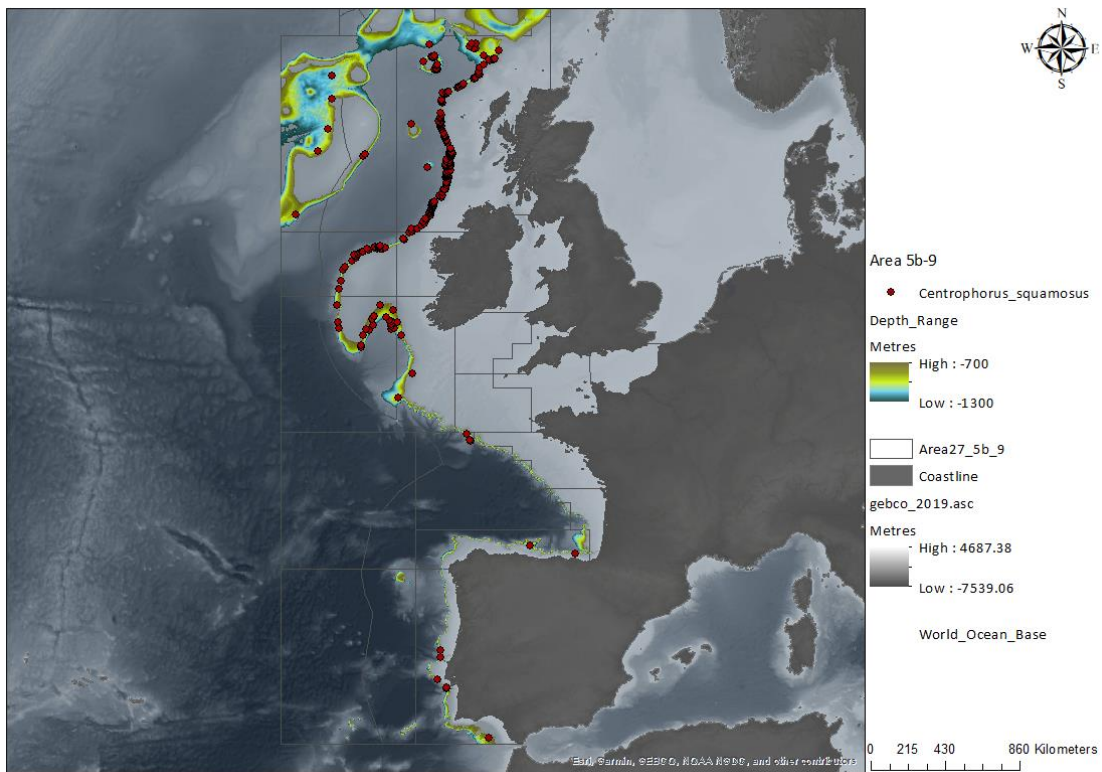 N
W E
S
Area 5b-9
Centrophorus_squamosus
Depth_Range
Metres
High : -700
Low : -1300
Area27_5b_9
Coastline
gebco_2019.asc
Metres
High : 4687.38
Low : -7539.06
World_Ocean_Base
0 215 430 860 Kilometers
Esri, Garmin, GEBCO, NOAA NGDC, and other contributors